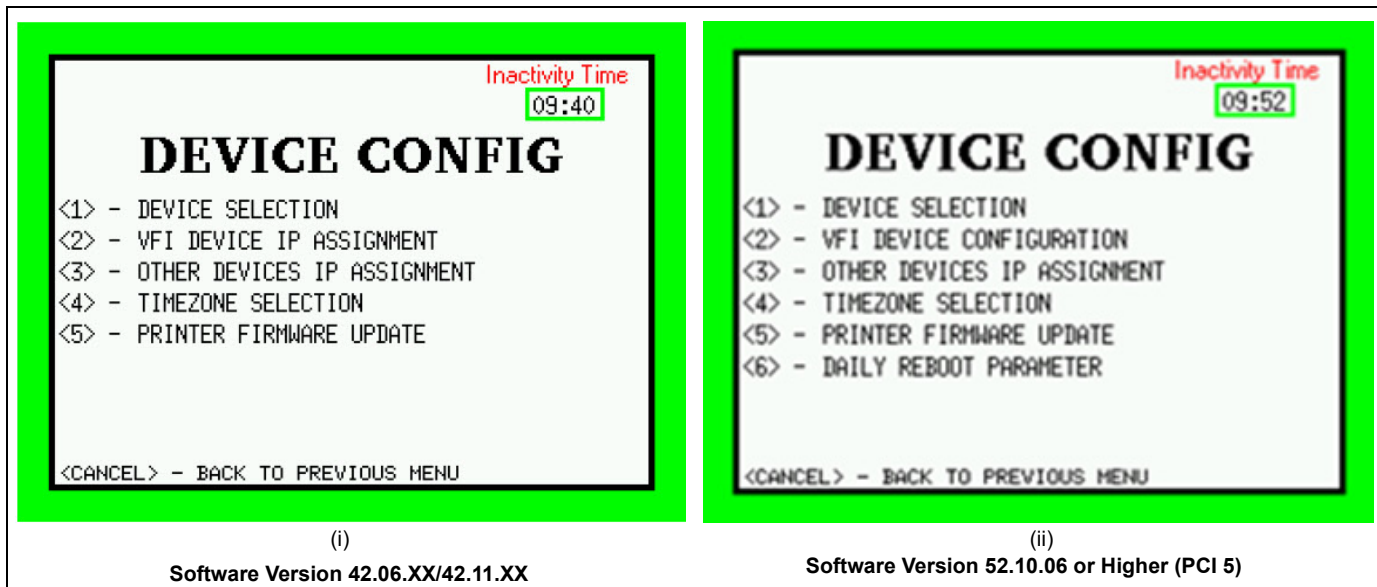 Inactivity Time
09:40
DEVICE CONFIG
<1> - DEVICE SELECTION
<2> - VFI DEVICE IP ASSIGNMENT
<3> - OTHER DEVICES IP ASSIGNMENT
<4> - TIMEZONE SELECTION
<5> - PRINTER FIRMWARE UPDATE
<CANCEL> - BACK TO PREVIOUS MENU
(i)
Software Version 42.06.XX/42.11.XX
Inactivity Time
09:52
DEVICE CONFIG
<1> - DEVICE SELECTION
<2> - VFI DEVICE CONFIGURATION
<3> - OTHER DEVICES IP ASSIGNMENT
<4> - TIMEZONE SELECTION
<5> - PRINTER FIRMWARE UPDATE
<6> - DAILY REBOOT PARAMETER
<CANCEL> - BACK TO PREVIOUS MENU
(ii)
Software Version 52.10.06 or Higher (PCI 5)